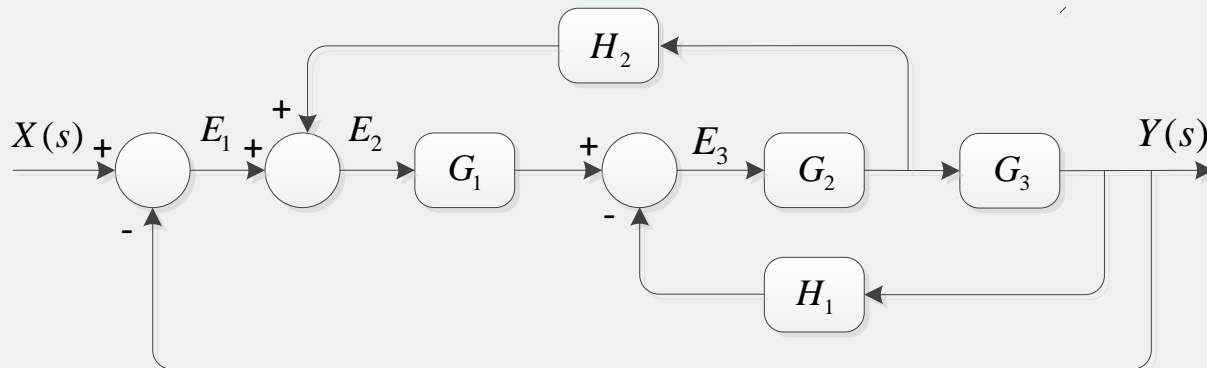 H₂
X(s) + E₁ + + E₂ G₁ + E₃ G₂ G₃ Y(s)
- -
H₁